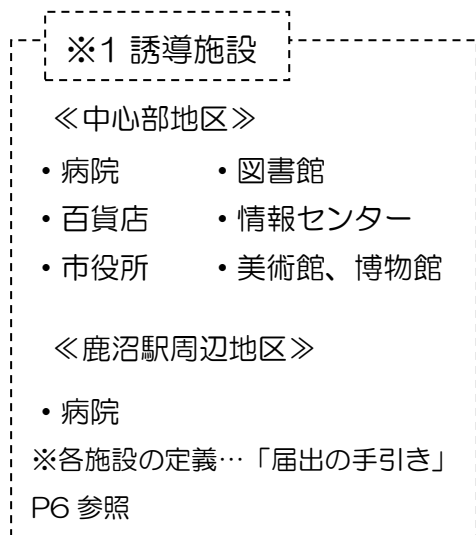 ※1 誘導施設
≪中心部地区≫
・病院 ・図書館
・百貨店 ・情報センター
・市役所 ・美術館、博物館
≪鹿沼駅周辺地区≫
・病院
※各施設の定義…「届出の手引き」
P6 参照